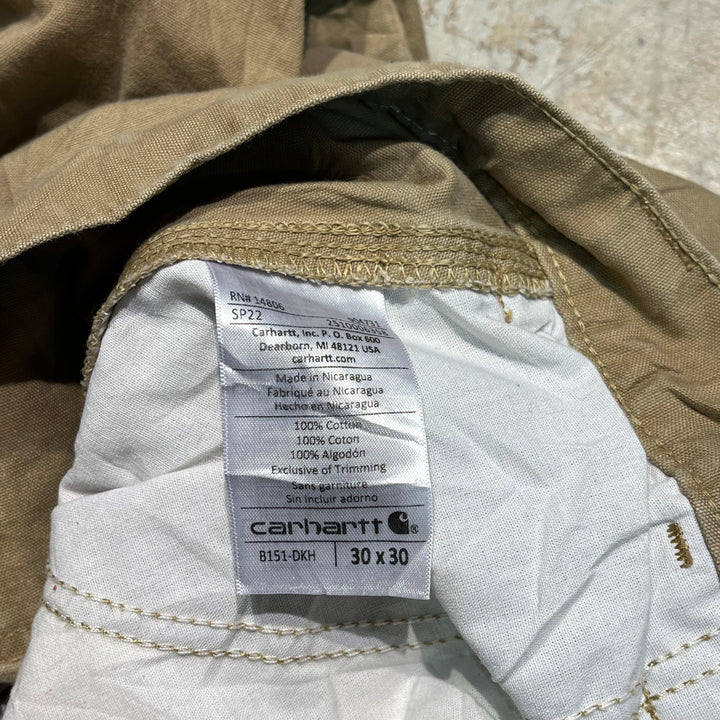 RN# 14806
SP22 304731
251000635R
Carhartt, Inc. P. O. Box 600
Dearborn, MI 48121 USA
carhartt.com
Made in Nicaragua
Fabriqué au Nicaragua
Hecho en Nicaragua
100% Cotton
100% Coton
100% Algodón
Exclusive of Trimming
Sans garniture
Sin incluir adorno
carhartt ®
B151-DKH 30 x 30